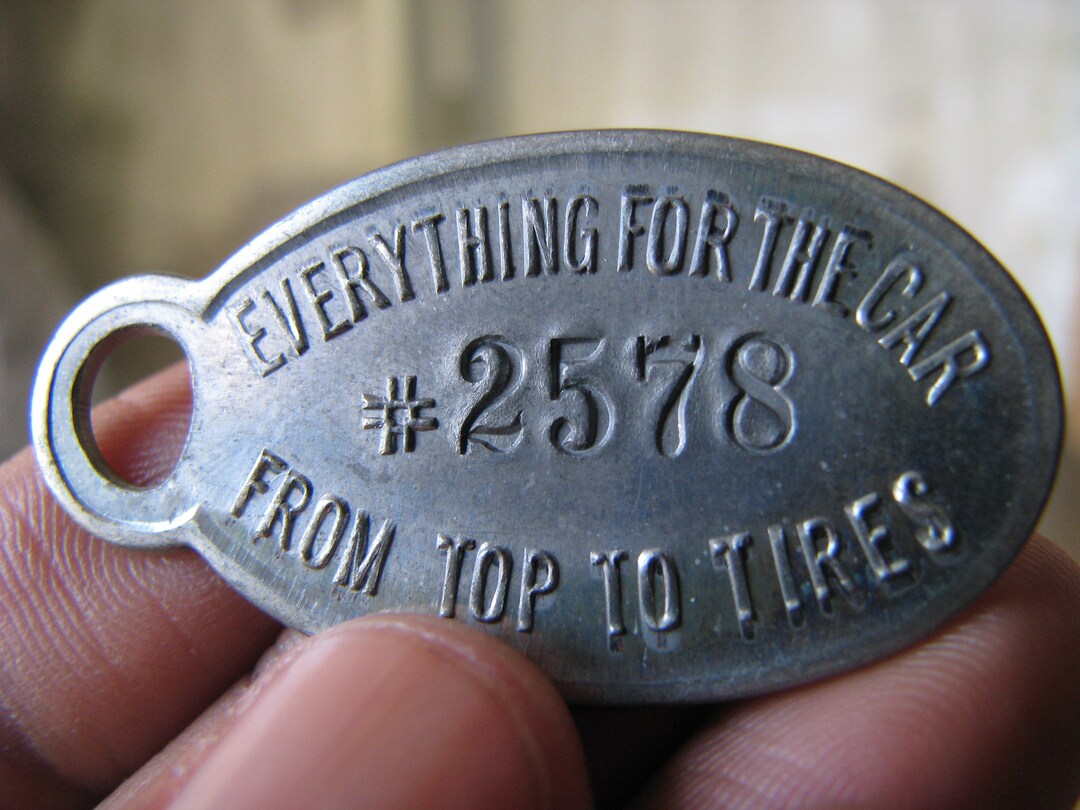 EVERYTHING FOR THE CAR
#2578
FROM TOP TO TIRES